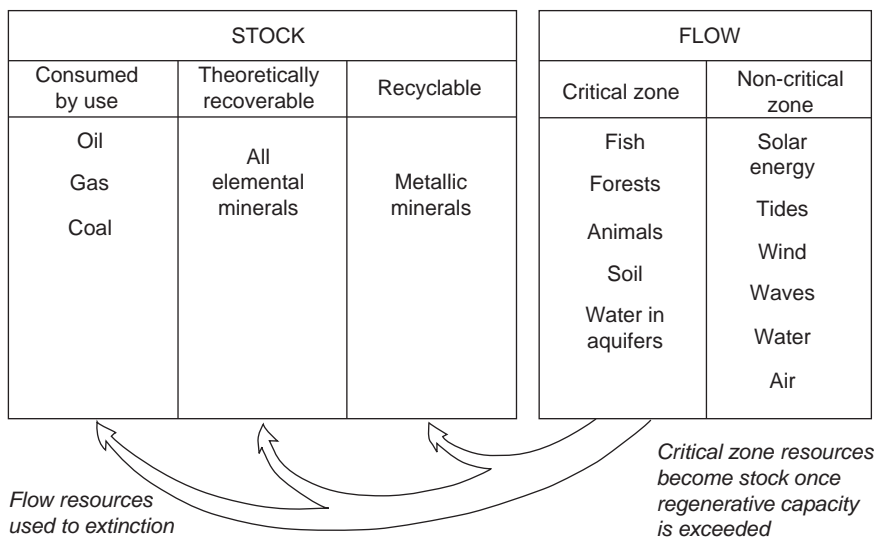 STOCK
Consumed
by use
Theoretically
recoverable
Recyclable
Oil
Gas
Coal
All
elemental
minerals
Metallic
minerals
FLOW
Critical zone
Non-critical
zone
Fish
Forests
Animals
Soil
Water in
aquifers
Solar
energy
Tides
Wind
Waves
Water
Air
Flow resources
used to extinction
Critical zone resources
become stock once
regenerative capacity
is exceeded